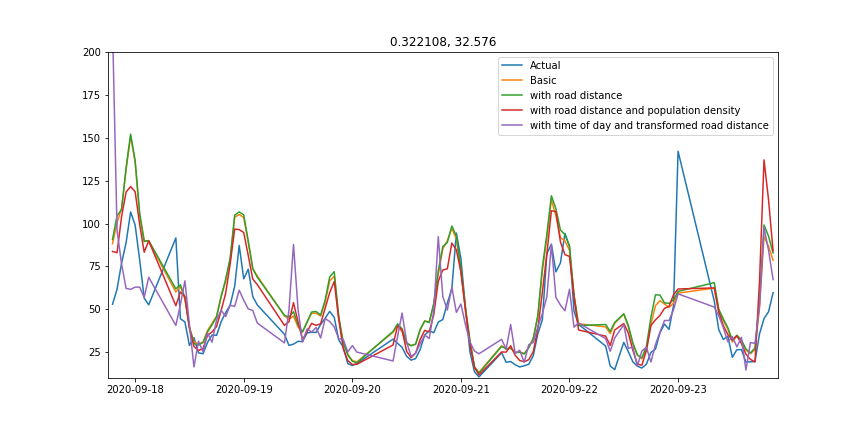 0.322108, 32.576
200
175
150
125
100
75
50
25
Actual
Basic
with road distance
with road distance and population density
with time of day and transformed road distance
2020-09-18 2020-09-19 2020-09-20 2020-09-21 2020-09-22 2020-09-23